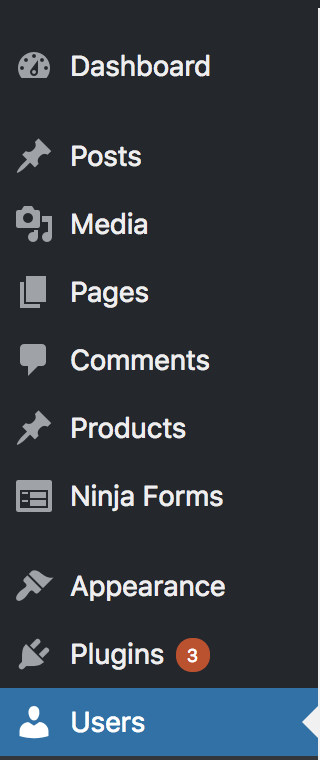 Dashboard
Posts
Media
Pages
Comments
Products
Ninja Forms
Appearance
Plugins 3
Users